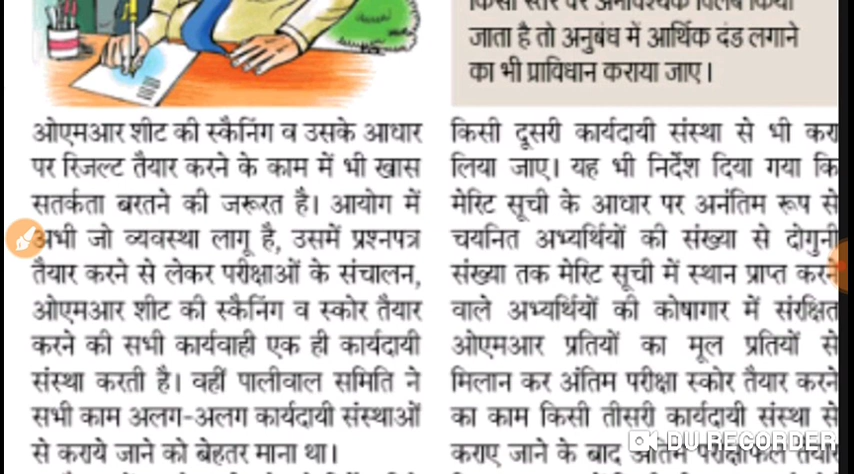 ओएमआर शीट की स्कैनिंग व उसके आधार
पर रिजल्ट तैयार करने के काम में भी खास
सतर्कता बरतने की जरूरत है। आयोग में
अभी जो व्यवस्था लागू है, उसमें प्रश्नपत्र
तैयार करने से लेकर परीक्षाओं के संचालन,
ओएमआर शीट की स्कैनिंग व स्कोर तैयार
करने की सभी कार्यवाही एक ही कार्यदायी
संस्था करती है। वहीं पालीवाल समिति ने
सभी काम अलग-अलग कार्यदायी संस्थाओं
से कराये जाने को बेहतर माना था।
किसी स्तर पर अनावश्यक विलंब किया
जाता है तो अनुबंध में आर्थिक दंड लगाने
का भी प्राविधान कराया जाए।
किसी दूसरी कार्यदायी संस्था से भी करा
लिया जाए। यह भी निर्देश दिया गया कि
मेरिट सूची के आधार पर अनंतिम रूप से
चयनित अभ्यर्थियों की संख्या से दोगुनी
संख्या तक मेरिट सूची में स्थान प्राप्त करने
वाले अभ्यर्थियों की कोषागार में संरक्षित
ओएमआर प्रतियों का मूल प्रतियों से
मिलान कर अंतिम परीक्षा स्कोर तैयार करने
का काम किसी तीसरी कार्यदायी संस्था से
कराए जाने के बाद अंतिम परीक्षाफल तैयार
DU RECORDER